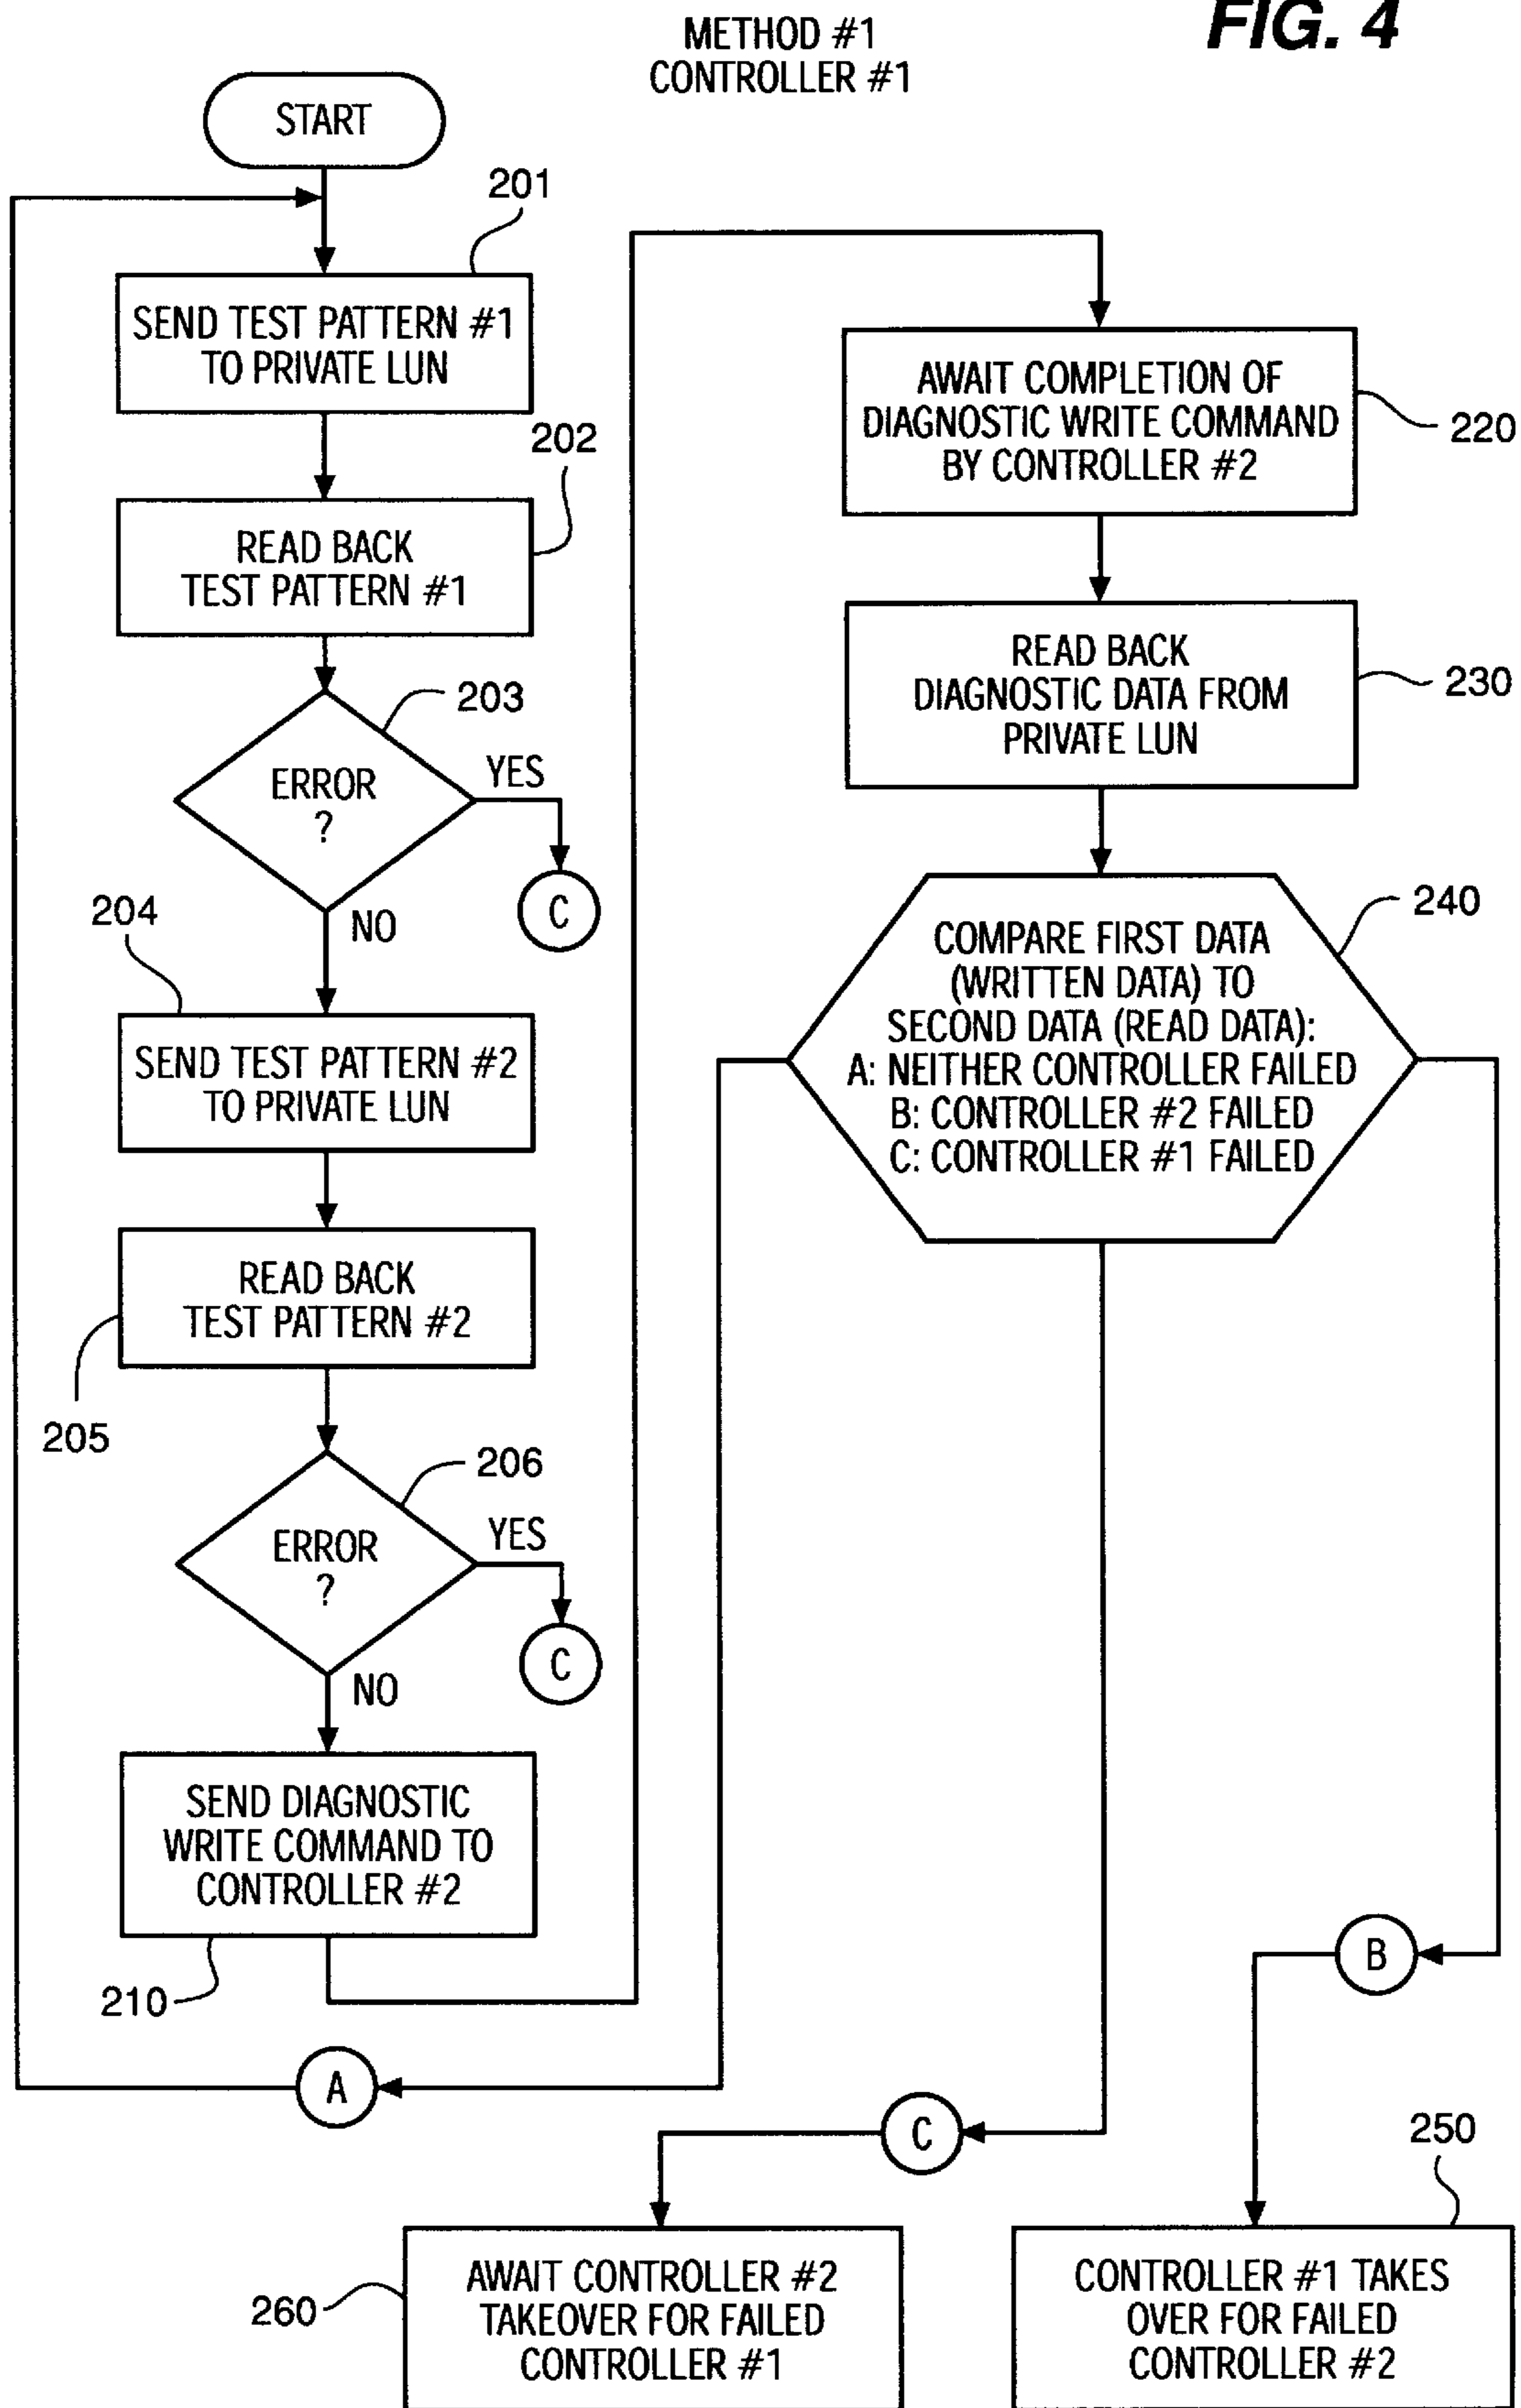 METHOD #1
CONTROLLER #1
FIG. 4
START
201
SEND TEST PATTERN #1
TO PRIVATE LUN
202
READ BACK
TEST PATTERN #1
203
ERROR
?
YES
C
NO
204
SEND TEST PATTERN #2
TO PRIVATE LUN
READ BACK
TEST PATTERN #2
205
206
ERROR
?
YES
C
NO
SEND DIAGNOSTIC
WRITE COMMAND TO
CONTROLLER #2
210
AWAIT COMPLETION OF
DIAGNOSTIC WRITE COMMAND
BY CONTROLLER #2
220
READ BACK
DIAGNOSTIC DATA FROM
PRIVATE LUN
230
240
COMPARE FIRST DATA
(WRITTEN DATA) TO
SECOND DATA (READ DATA):
A: NEITHER CONTROLLER FAILED
B: CONTROLLER #2 FAILED
C: CONTROLLER #1 FAILED
A
B
C
260
AWAIT CONTROLLER #2
TAKEOVER FOR FAILED
CONTROLLER #1
250
CONTROLLER #1 TAKES
OVER FOR FAILED
CONTROLLER #2